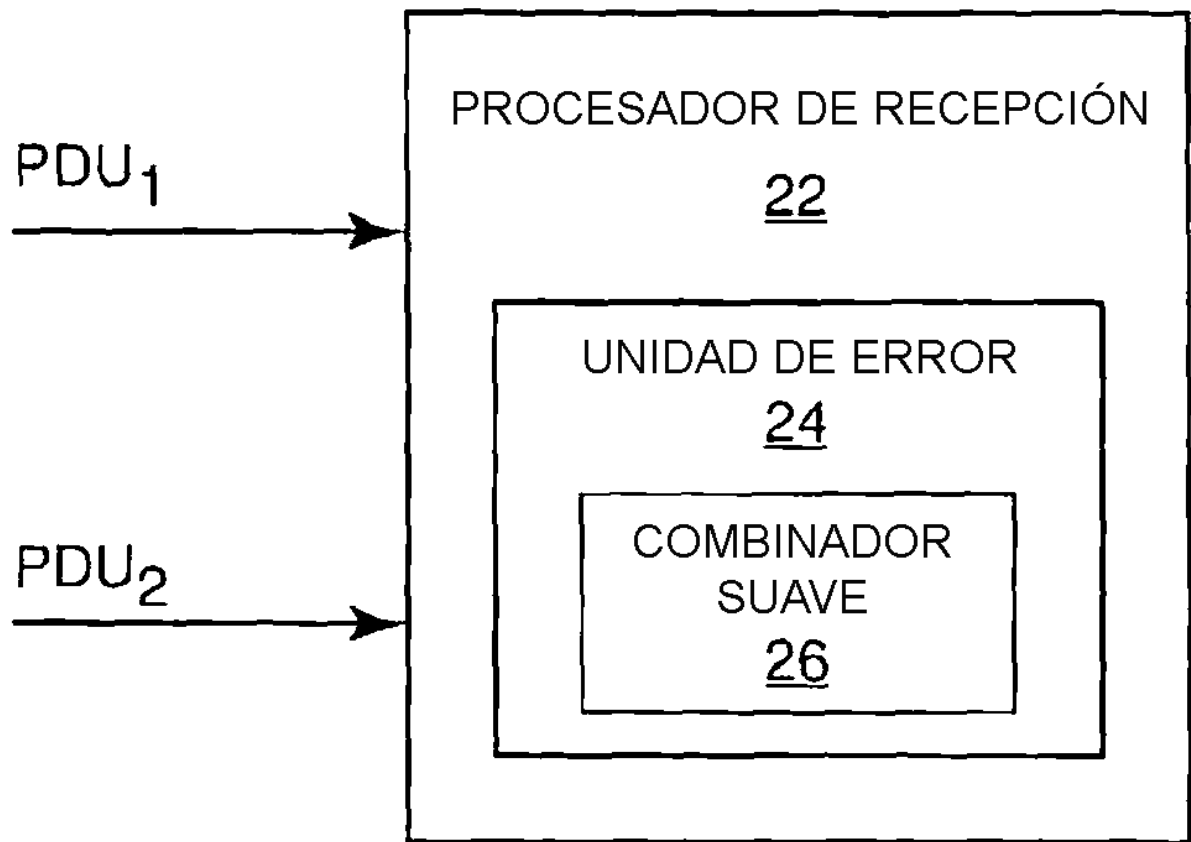 PROCESADOR DE RECEPCIÓN
22
PDU₁
UNIDAD DE ERROR
24
COMBINADOR
SUAVE
26
PDU₂